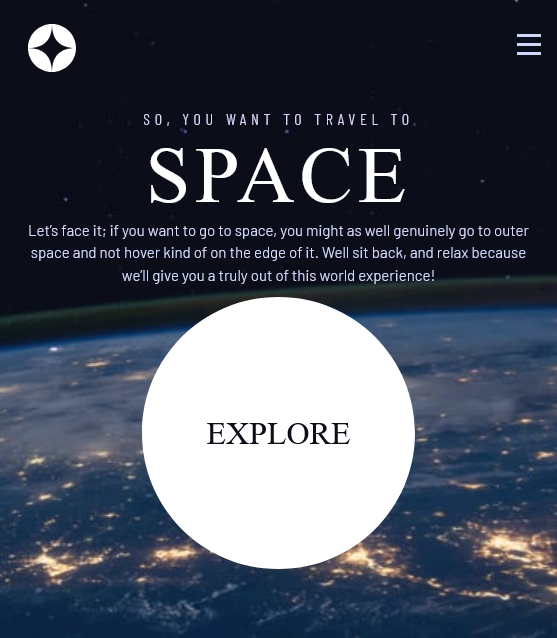 SO, YOU WANT TO TRAVEL TO
SPACE
Let’s face it; if you want to go to space, you might as well genuinely go to outer
space and not hover kind of on the edge of it. Well sit back, and relax because
we’ll give you a truly out of this world experience!
EXPLORE